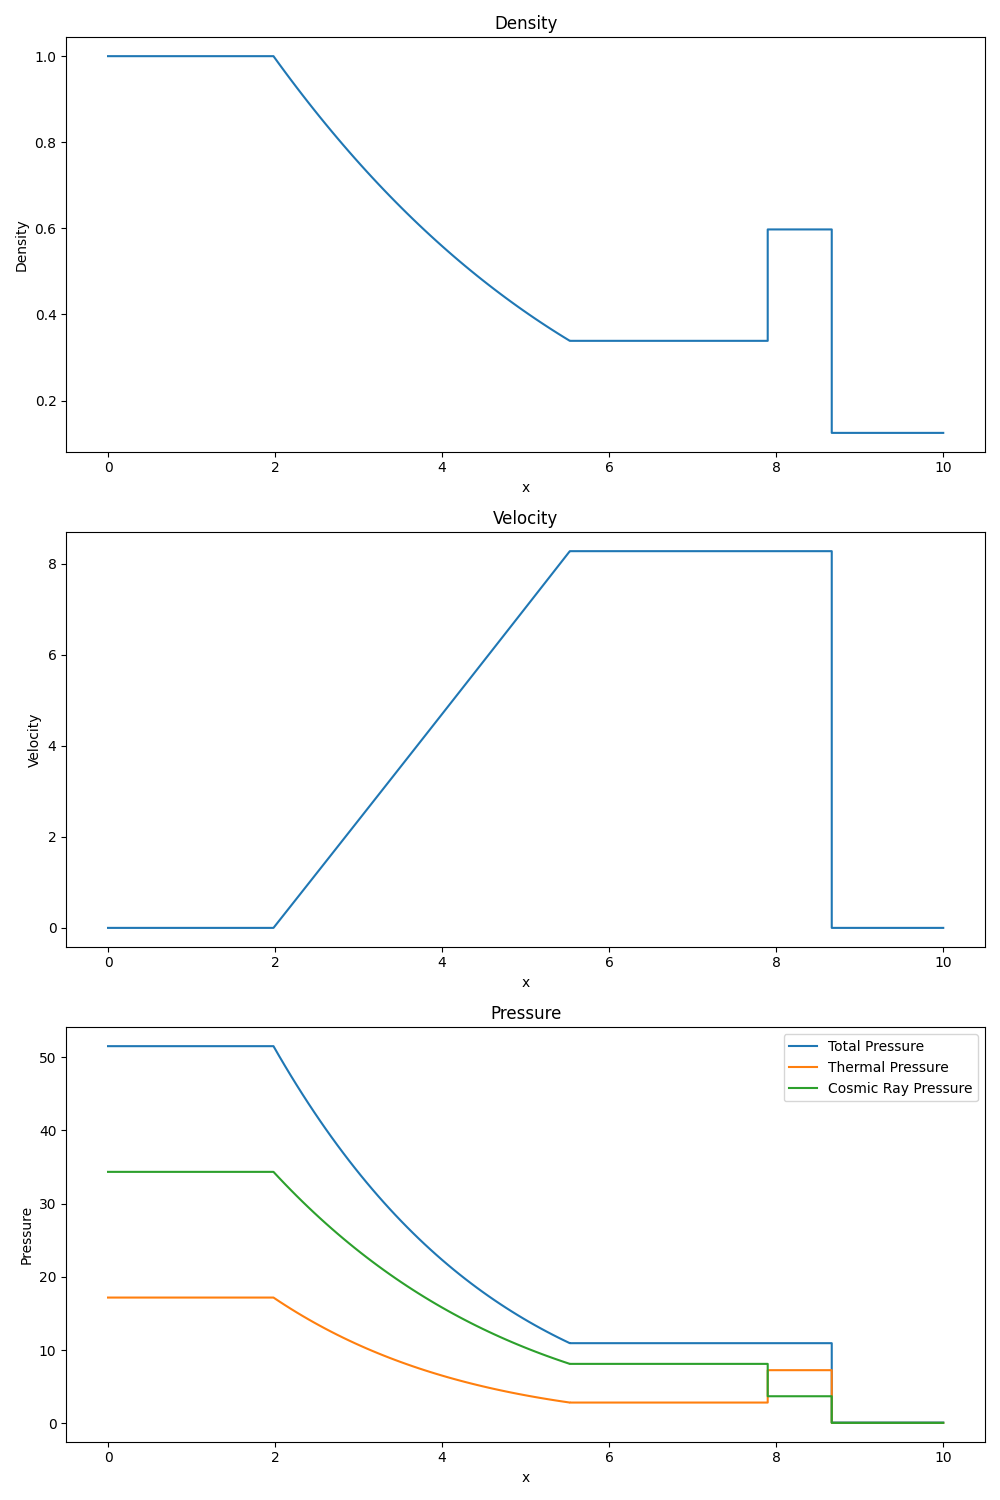 Density
1.0
0.8
0.6
0.4
0.2
Density
0 2 4 6 8 10
x
Velocity
8
6
4
2
0
Velocity
0 2 4 6 8 10
x
Pressure
Total Pressure
Thermal Pressure
Cosmic Ray Pressure
50
40
30
20
10
0
Pressure
0 2 4 6 8 10
x